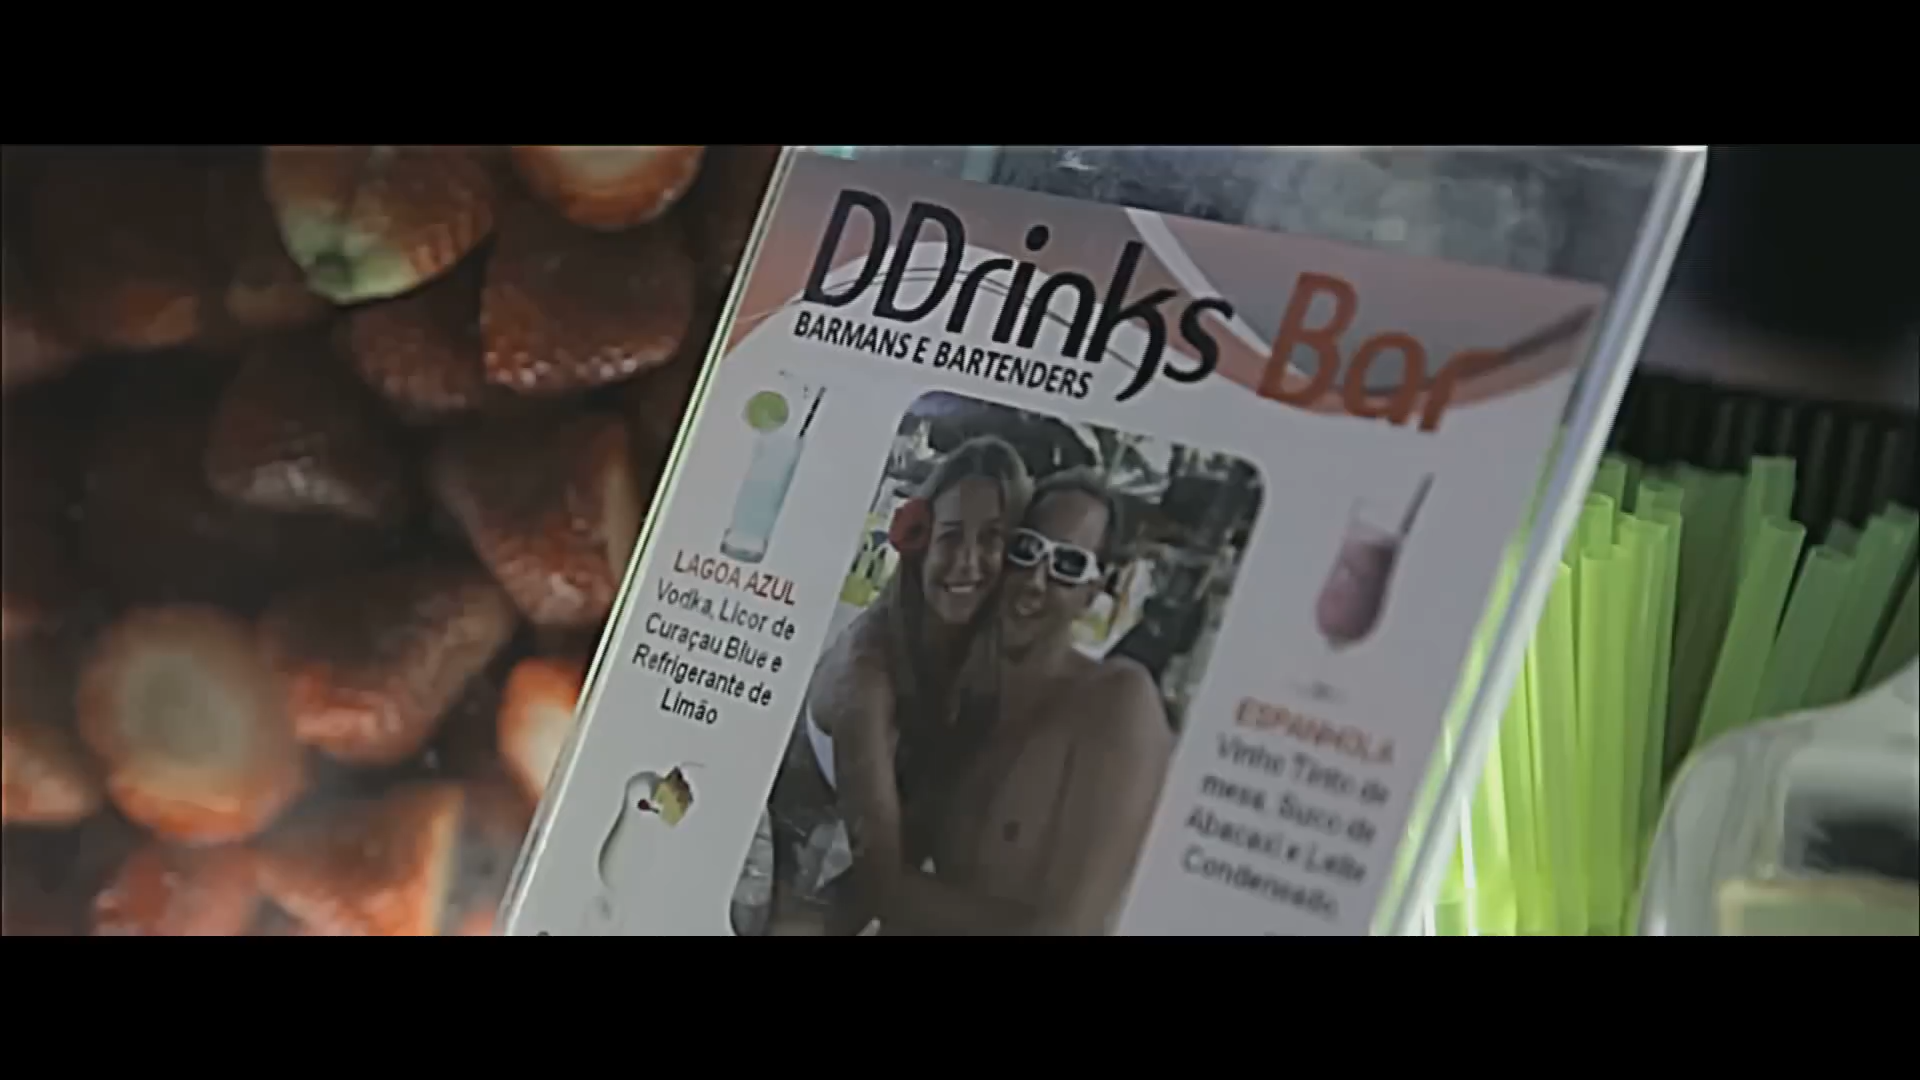 DDrinks Bar
BARMANS E BARTENDERS
LAGOA AZUL
Vodka, Licor de
Curaçau Blue e
Refrigerante de
Limão
ESPANHOLA
Vinho Tinto de
mesa, Suco de
Abacaxi e Leite
Condensado.